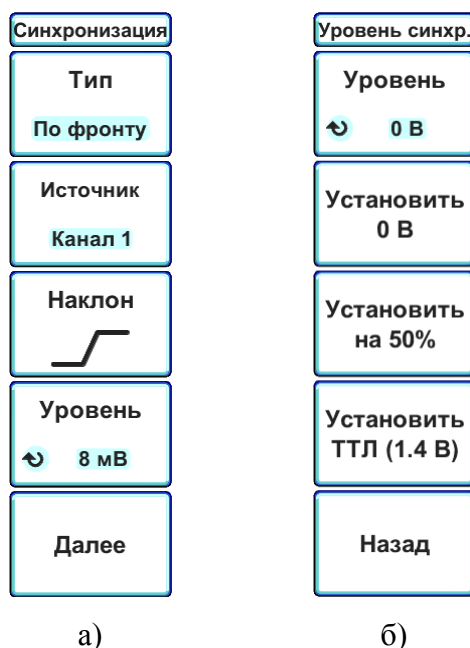 Синхронизация
Тип
По фронту
Источник
Канал 1
Наклон
Уровень
8 мВ
Далее
а)
Уровень синхр.
Уровень
0 В
Установить
0 В
Установить
на 50%
Установить
ТТЛ (1.4 В)
Назад
б)